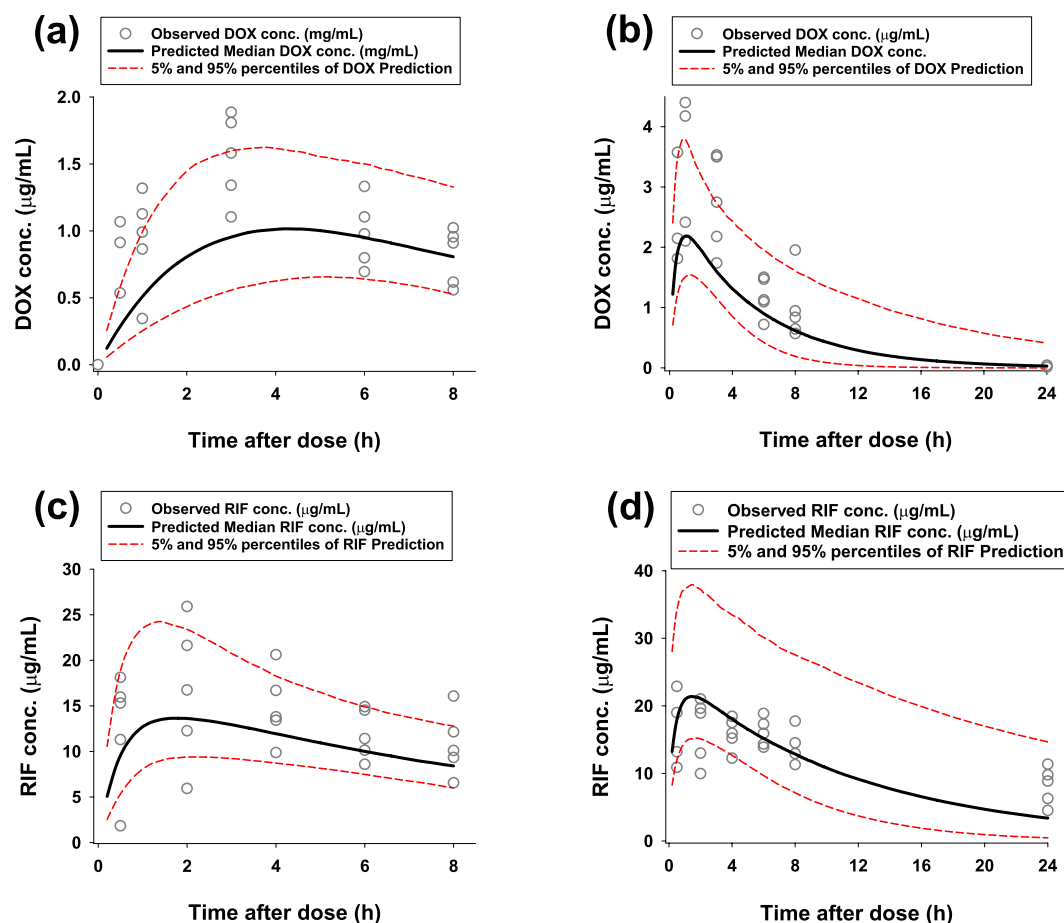 (a)
Observed DOX conc. (mg/mL)
Predicted Median DOX conc. (mg/mL)
5% and 95% percentiles of DOX Prediction
2.0
1.5
1.0
0.5
0.0
DOX conc. (μg/mL)
0 2 4 6 8
Time after dose (h)
(b)
Observed DOX conc. (μg/mL)
Predicted Median DOX conc.
5% and 95% percentiles of DOX Prediction
4
3
2
1
0
DOX conc. (μg/mL)
0 4 8 12 16 20 24
Time after dose (h)
(c)
Observed RIF conc. (μg/mL)
Predicted Median RIF conc. (μg/mL)
5% and 95% percentiles of RIF Prediction
30
25
20
15
10
5
0
RIF conc. (μg/mL)
0 2 4 6 8
Time after dose (h)
(d)
Observed RIF conc. (μg/mL)
Predicted Median RIF conc. (μg/mL)
5% and 95% percentiles of RIF Prediction
40
30
20
10
0
RIF conc. (μg/mL)
0 4 8 12 16 20 24
Time after dose (h)